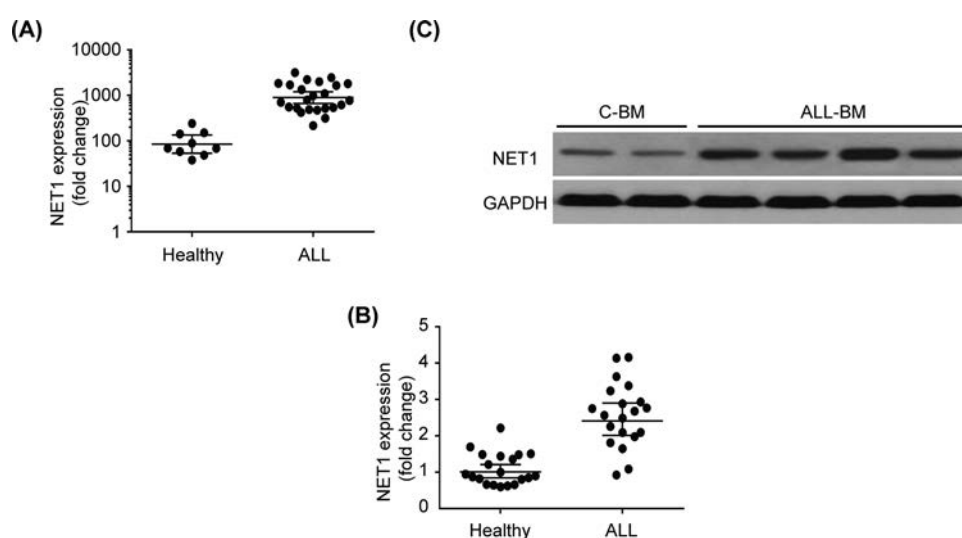 (A)
NET1 expression
(fold change)
10000
1000
100
10
1
Healthy ALL
(C)
C-BM ALL-BM
NET1
GAPDH
(B)
NET1 expression
(fold change)
5
4
3
2
1
0
Healthy ALL